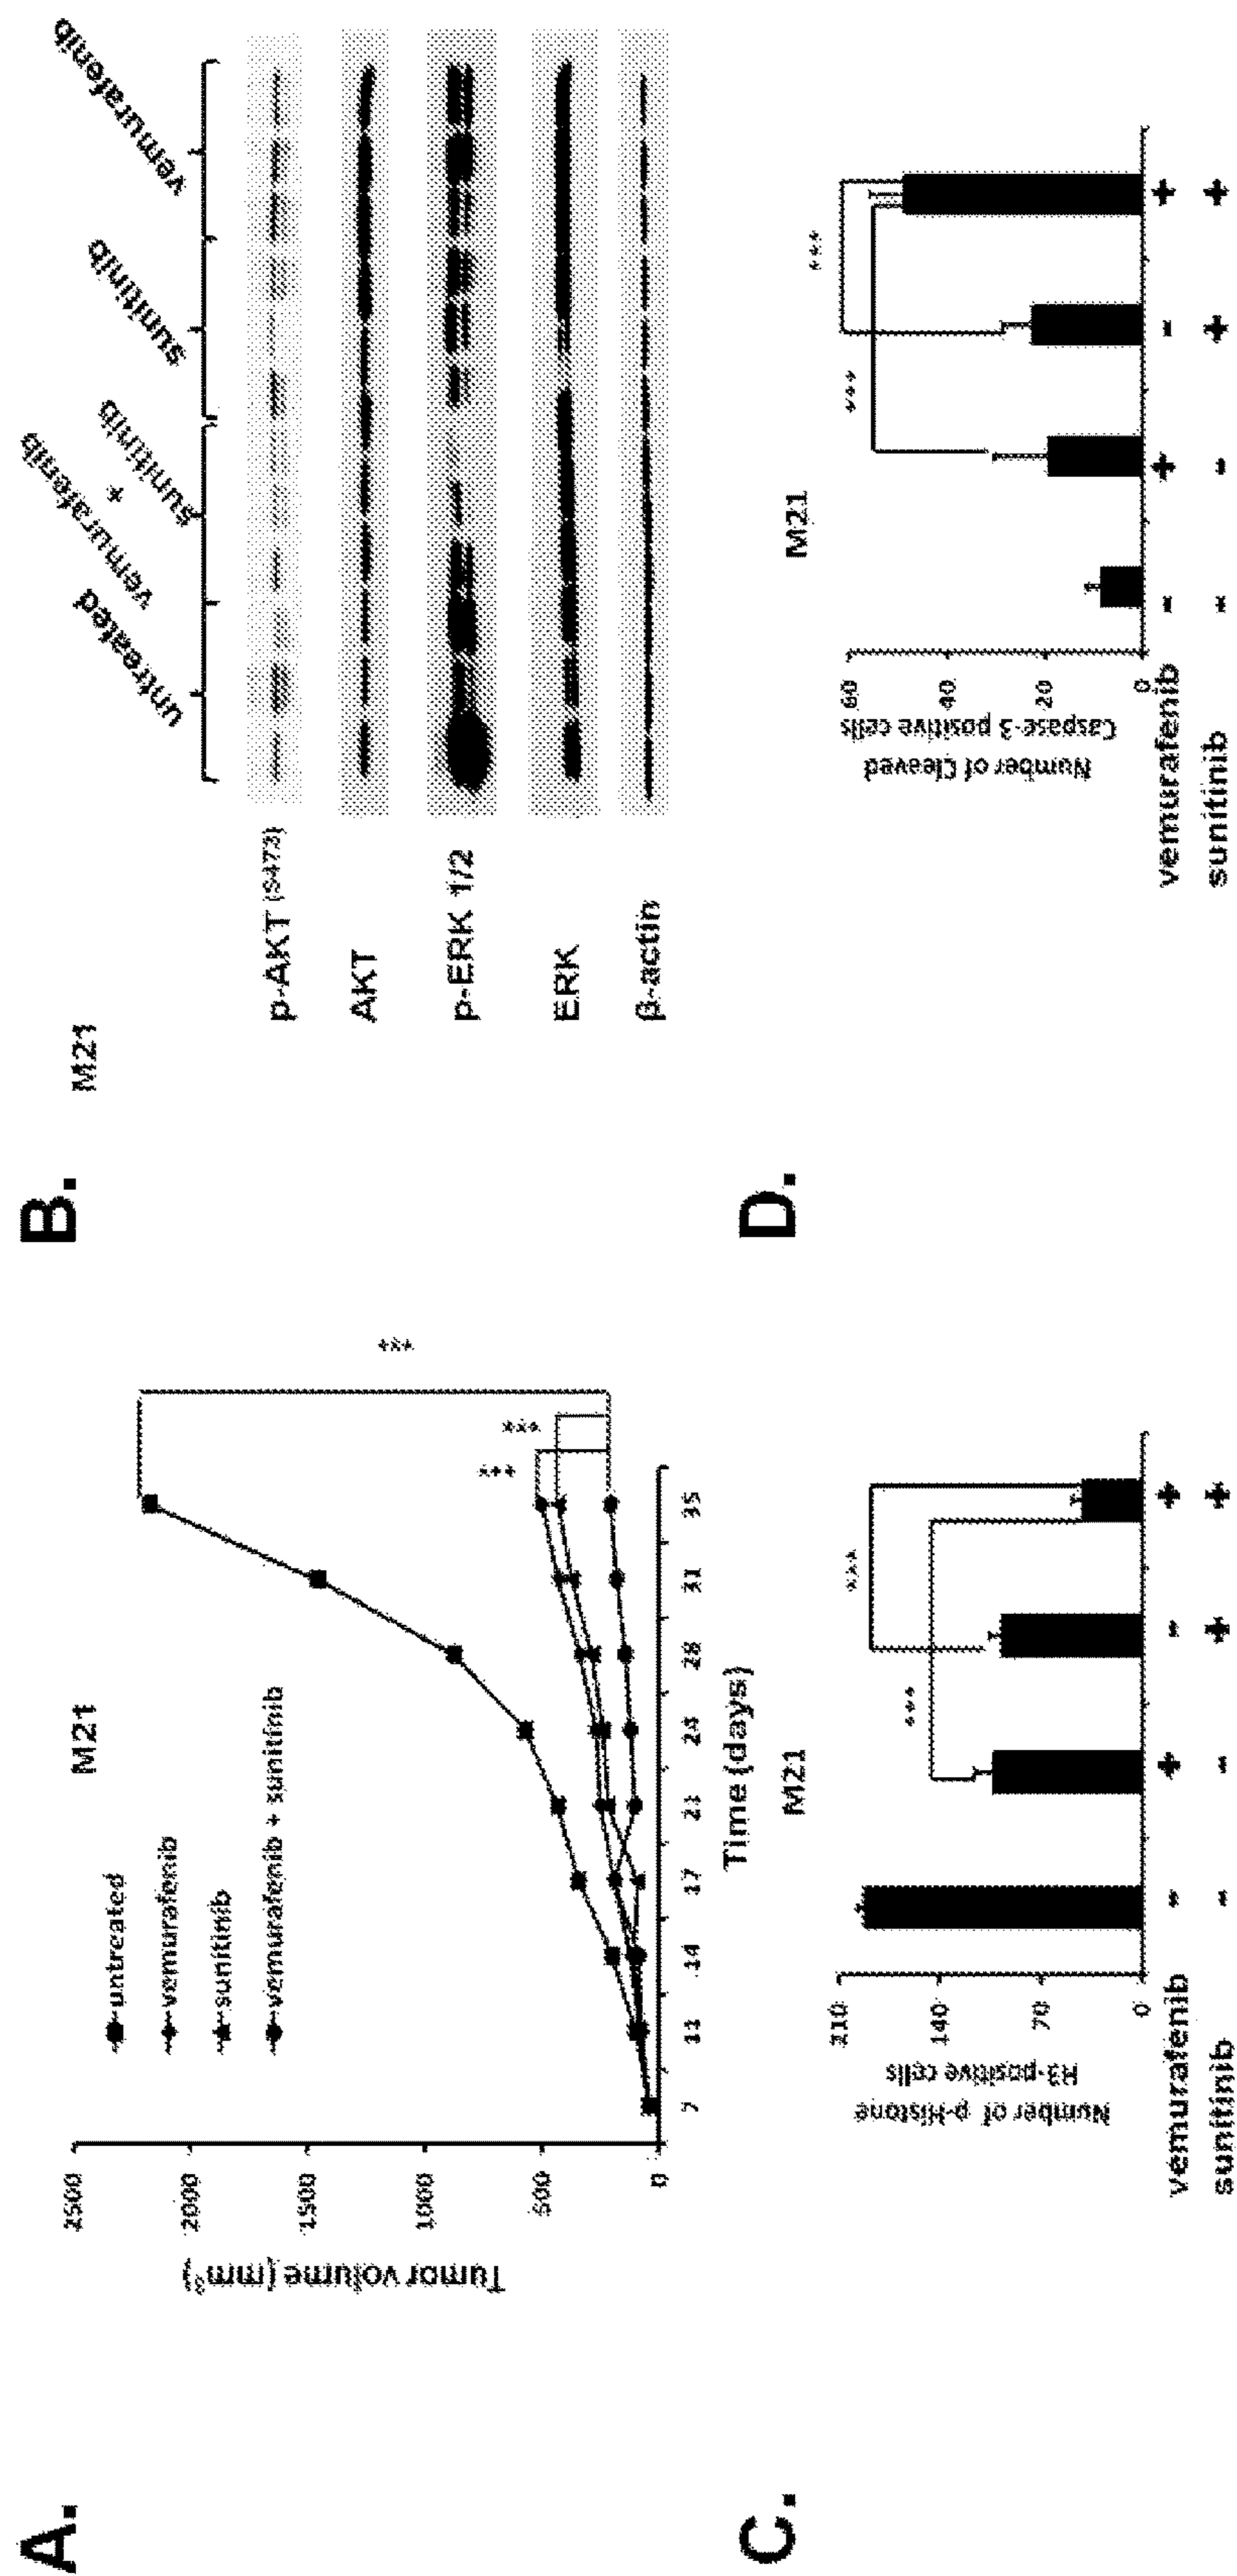 A.
M21
untreated
vemurafenib
sunitinib
vemurafenib + sunitinib
Tumor volume (mm³)
2500
2000
1500
1000
500
0
7
11
14
17
21
24
28
31
35
Time (days)
***
***
***
B.
M21
untreated
vemurafenib
+
sunitinib
sunitinib
vemurafenib
p-AKT (S473)
AKT
p-ERK 1/2
ERK
β-actin
C.
M21
Number of p-Histone
H3-positive cells
210
140
70
0
***
***
vemurafenib - + - +
sunitinib - - + +
D.
M21
Number of Cleaved
Caspase-3 positive cells
60
40
20
0
***
***
vemurafenib - + - +
sunitinib - - + +